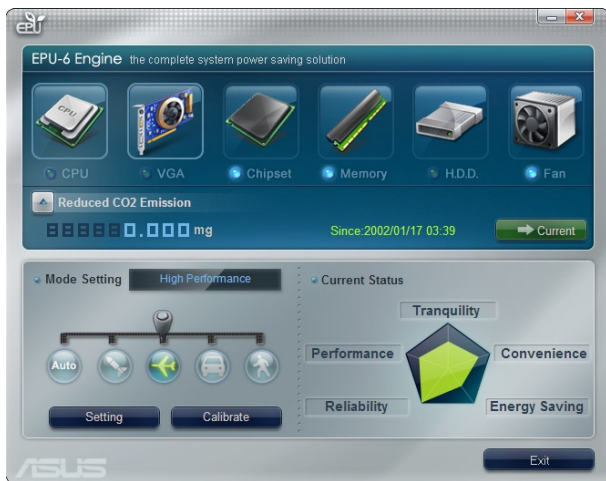 epu
EPU-6 Engine the complete system power saving solution
CPU
CPU VGA Chipset Memory H.D.D. Fan
Reduced CO2 Emission
0.000 mg Since:2002/01/17 03:39 Current
Mode Setting High Performance
Current Status
Tranquility
Auto
Performance Convenience
Reliability Energy Saving
Setting Calibrate
Exit
ASUS